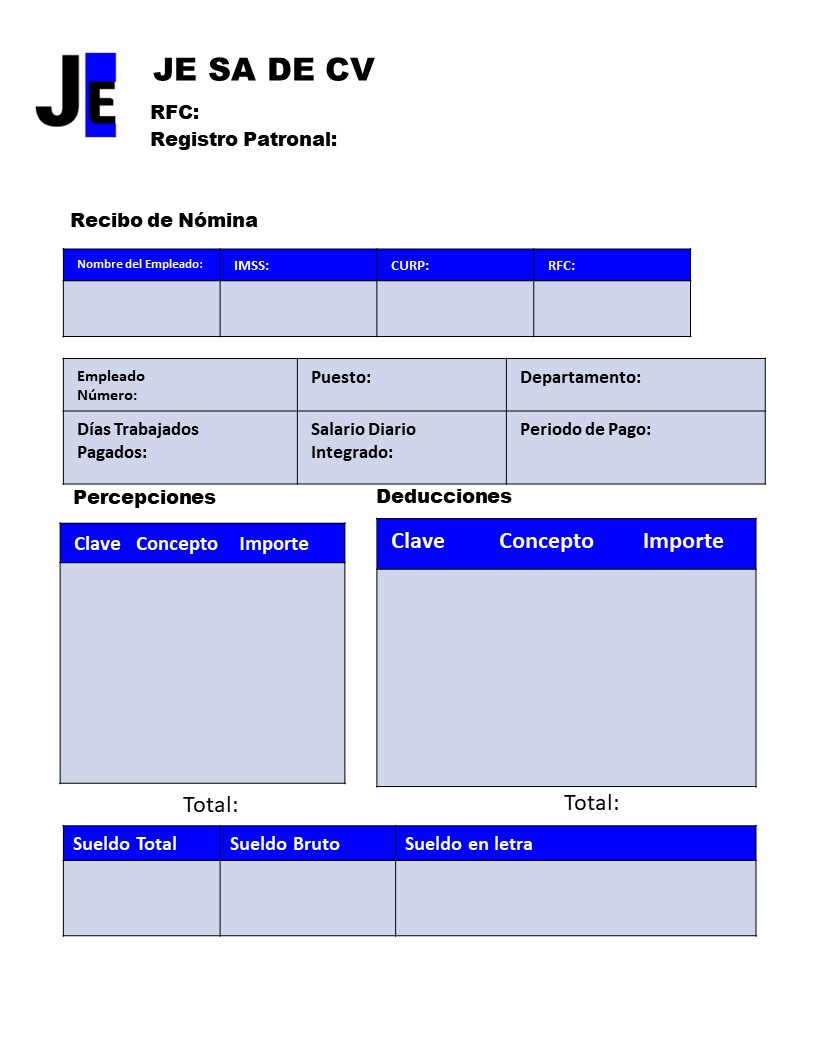 JE
JE SA DE CV
RFC:
Registro Patronal:
Recibo de Nómina
Nombre del Empleado: IMSS: CURP: RFC:
Empleado
Número:
Puesto:
Departamento:
Días Trabajados
Pagados:
Salario Diario
Integrado:
Periodo de Pago:
Percepciones
Clave Concepto Importe
Total:
Deducciones
Clave Concepto Importe
Total:
Sueldo Total Sueldo Bruto Sueldo en letra